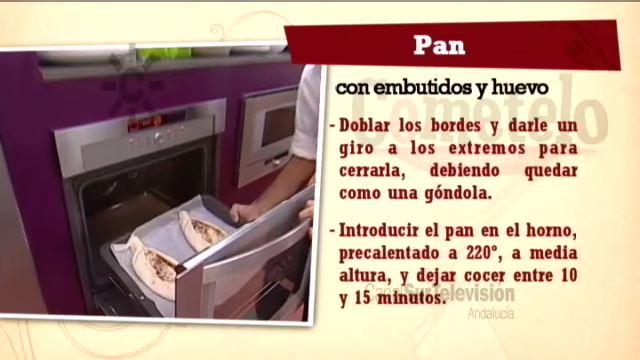 Pan
con embutidos y huevo
Cómetelo
- Doblar los bordes y darle un
giro a los extremos para
cerrarla, debiendo quedar
como una góndola.
- Introducir el pan en el horno,
precalentado a 220º, a media
altura, y dejar cocer entre 10
y 15 minutos.
Canal Sur Televisión
Andalucía